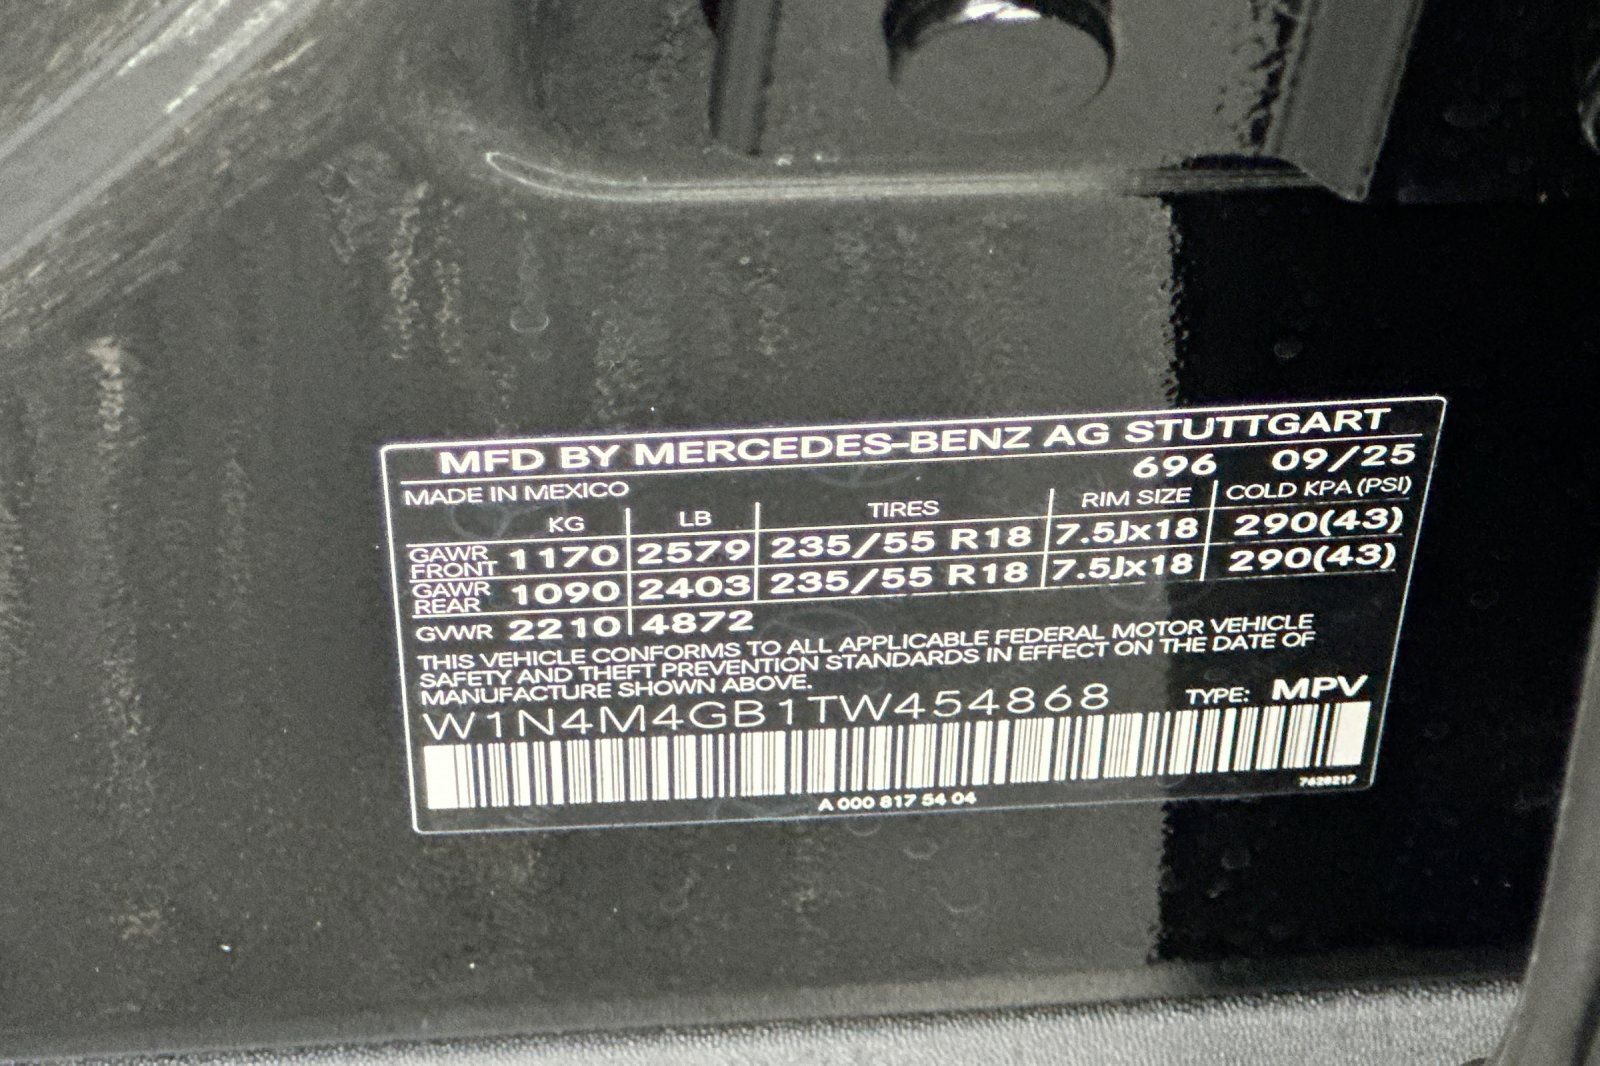 MFD BY MERCEDES-BENZ AG STUTTGART
696 09/25
MADE IN MEXICO
KG LB TIRES RIM SIZE COLD KPA (PSI)
GAWR FRONT 1170 2579 235/55 R18 7.5Jx18 290(43)
GAWR REAR 1090 2403 235/55 R18 7.5Jx18 290(43)
GVWR 2210 4872
THIS VEHICLE CONFORMS TO ALL APPLICABLE FEDERAL MOTOR VEHICLE
SAFETY AND THEFT PREVENTION STANDARDS IN EFFECT ON THE DATE OF
MANUFACTURE SHOWN ABOVE.
W1N4M4GB1TW454868 TYPE: MPV
A 000 817 54 04
7628217